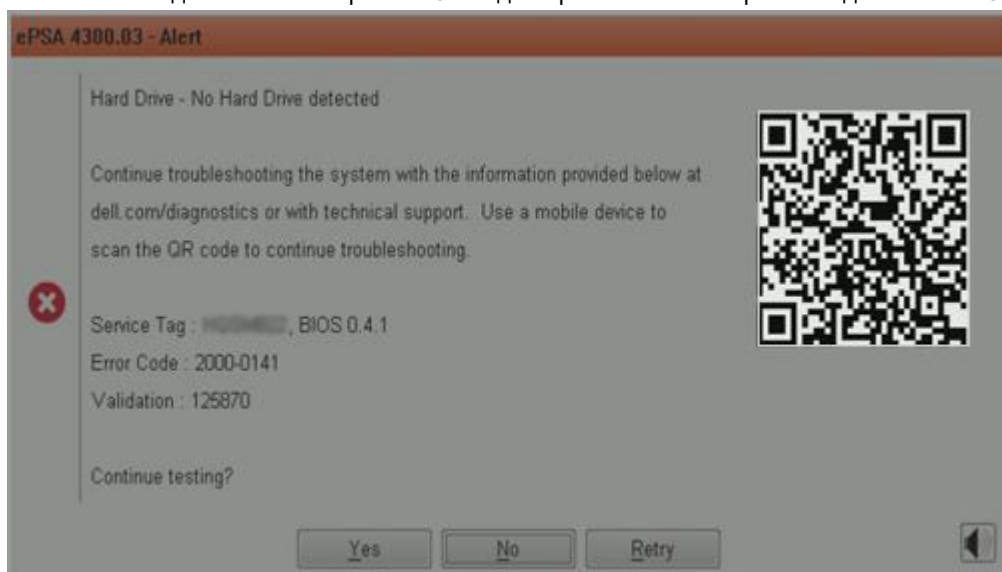 ePSA 4300.03 - Alert
Hard Drive - No Hard Drive detected
Continue troubleshooting the system with the information provided below at
dell.com/diagnostics or with technical support. Use a mobile device to
scan the QR code to continue troubleshooting.
Service Tag : , BIOS 0.4.1
Error Code : 2000-0141
Validation : 125870
Continue testing?
Yes
No
Retry